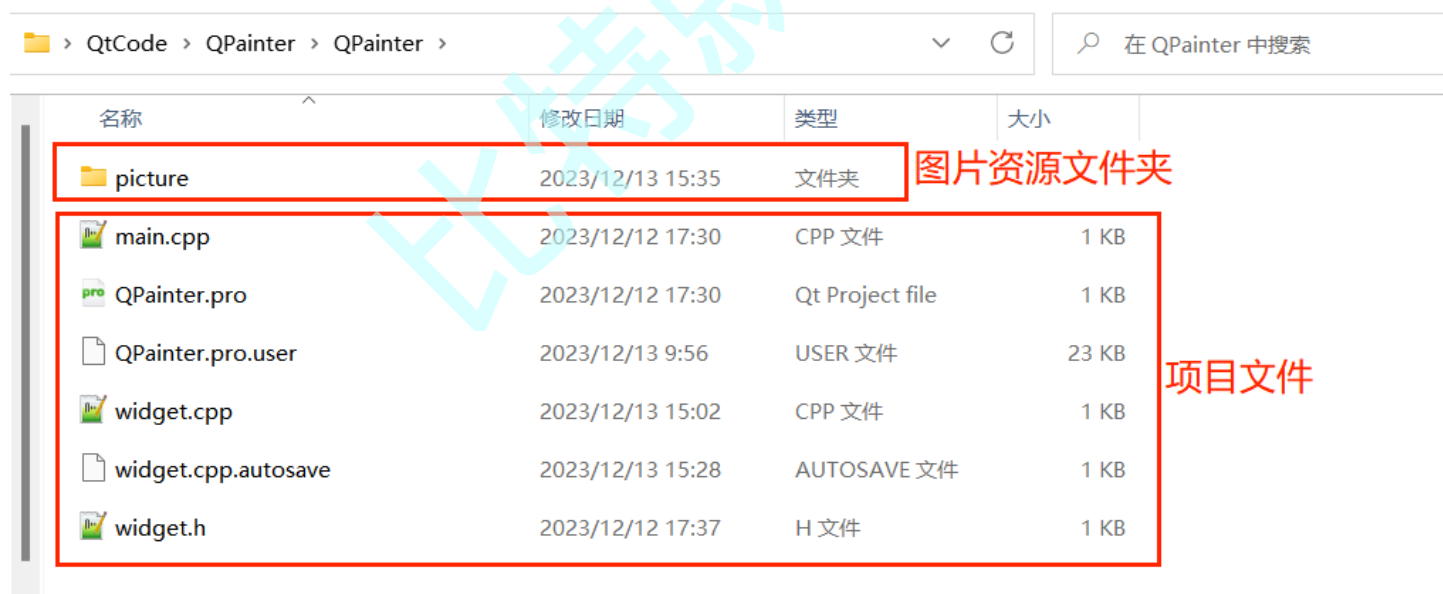 QtCode > QPainter > QPainter >
在 QPainter 中搜索
名称 修改日期 类型 大小
picture 2023/12/13 15:35 文件夹 图片资源文件夹
main.cpp 2023/12/12 17:30 CPP 文件 1 KB
pro QPainter.pro 2023/12/12 17:30 Qt Project file 1 KB
QPainter.pro.user 2023/12/13 9:56 USER 文件 23 KB
项目文件
widget.cpp 2023/12/13 15:02 CPP 文件 1 KB
widget.cpp.autosave 2023/12/13 15:28 AUTOSAVE 文件 1 KB
widget.h 2023/12/12 17:37 H 文件 1 KB
比特